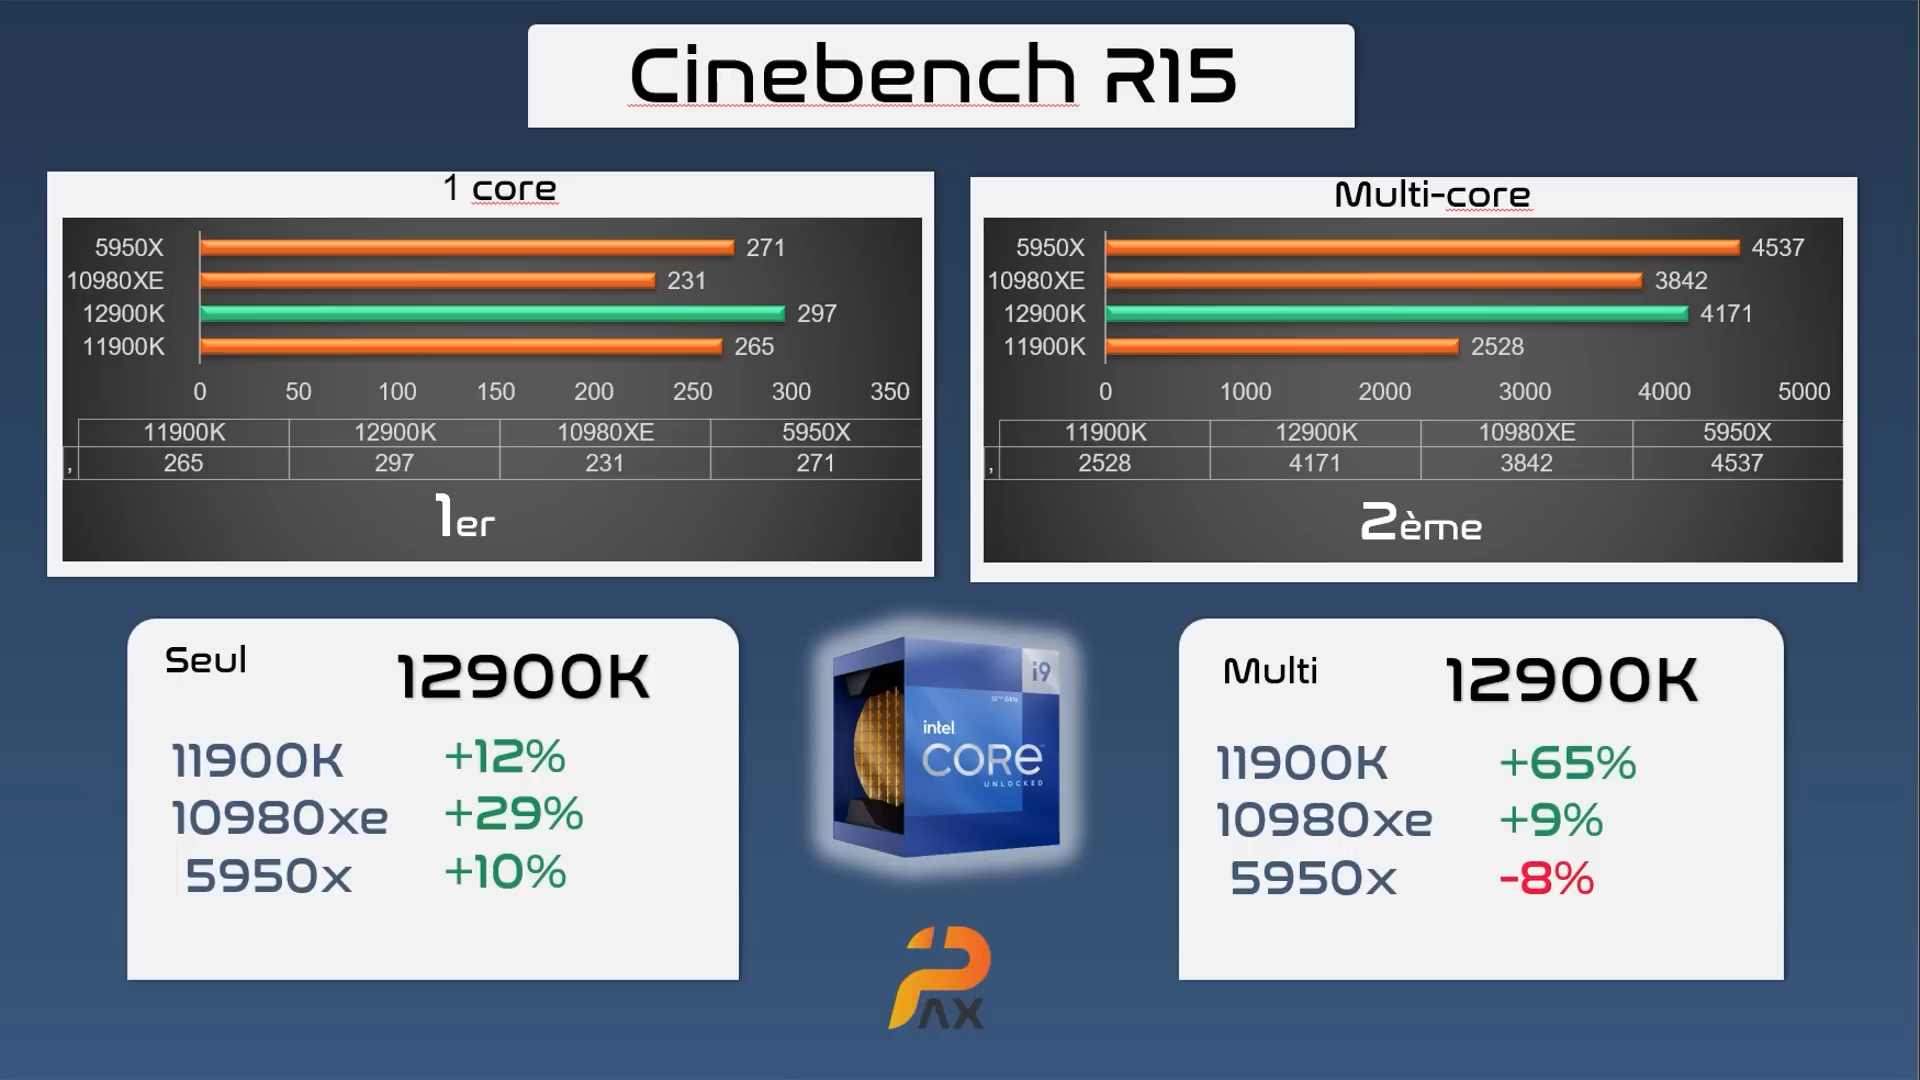 Cinebench R15
1 core
5950X 271
10980XE 231
12900K 297
11900K 265
0 50 100 150 200 250 300 350
11900K 12900K 10980XE 5950X
, 265 297 231 271
1er
Multi-core
5950X 4537
10980XE 3842
12900K 4171
11900K 2528
0 1000 2000 3000 4000 5000
11900K 12900K 10980XE 5950X
, 2528 4171 3842 4537
2ème
Seul 12900K
11900K +12%
10980xe +29%
5950x +10%
i9
12TH GEN
intel
CORE
UNLOCKED
PAX
Multi 12900K
11900K +65%
10980xe +9%
5950x -8%